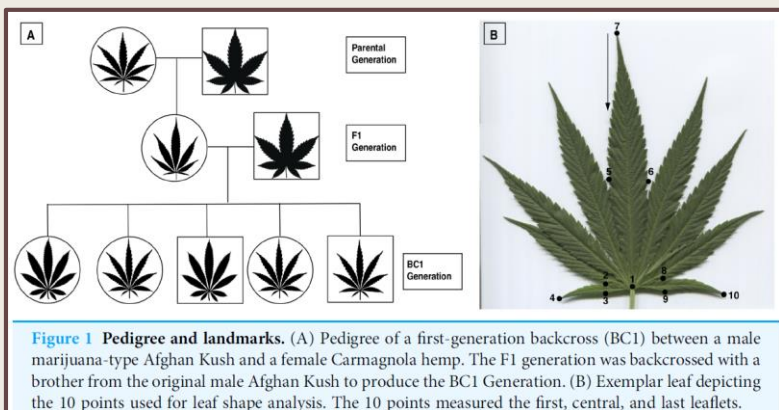 A
Parental
Generation
F1
Generation
BC1
Generation
B
7
5
6
2
8
1
3
9
4
10
Figure 1 Pedigree and landmarks. (A) Pedigree of a first-generation backcross (BC1) between a male
marijuana-type Afghan Kush and a female Carmagnola hemp. The F1 generation was backcrossed with a
brother from the original male Afghan Kush to produce the BC1 Generation. (B) Exemplar leaf depicting
the 10 points used for leaf shape analysis. The 10 points measured the first, central, and last leaflets.